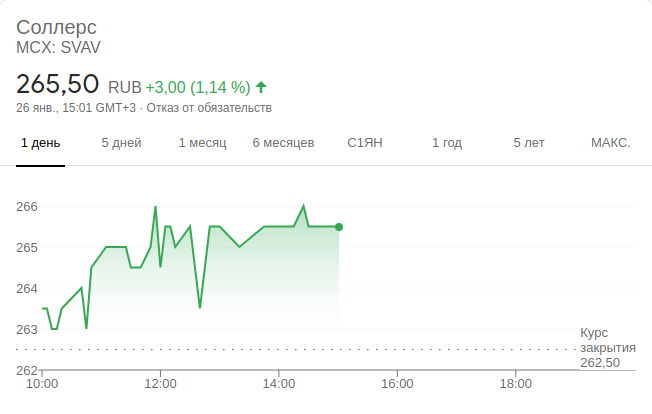 Соллерс
MCX: SVAV
265,50 RUB +3,00 (1,14 %)
26 янв., 15:01 GMT+3 · Отказ от обязательств
1 день 5 дней 1 месяц 6 месяцев С1ЯН 1 год 5 лет МАКС.
266
265
264
263
Курс
закрытия
262,50
262
10:00 12:00 14:00 16:00 18:00